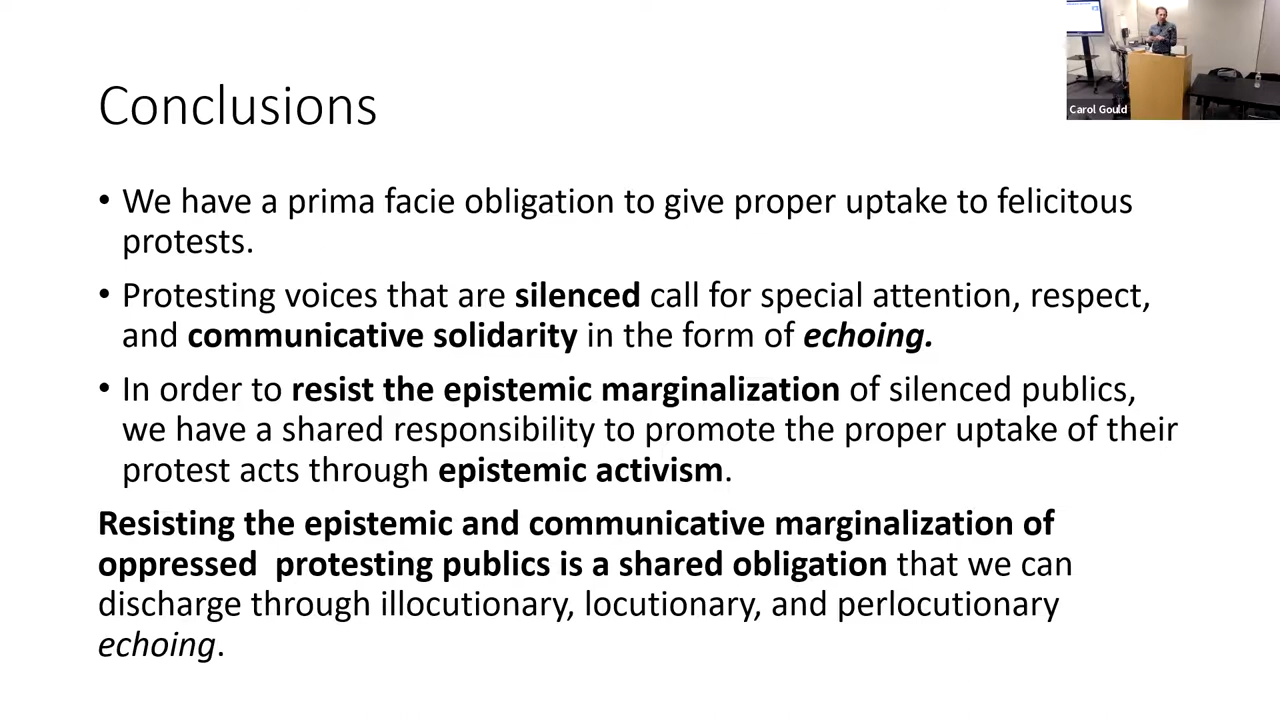 Conclusions
Carol Gould
• We have a prima facie obligation to give proper uptake to felicitous
protests.
• Protesting voices that are silenced call for special attention, respect,
and communicative solidarity in the form of echoing.
• In order to resist the epistemic marginalization of silenced publics,
we have a shared responsibility to promote the proper uptake of their
protest acts through epistemic activism.
Resisting the epistemic and communicative marginalization of
oppressed  protesting publics is a shared obligation that we can
discharge through illocutionary, locutionary, and perlocutionary
echoing.